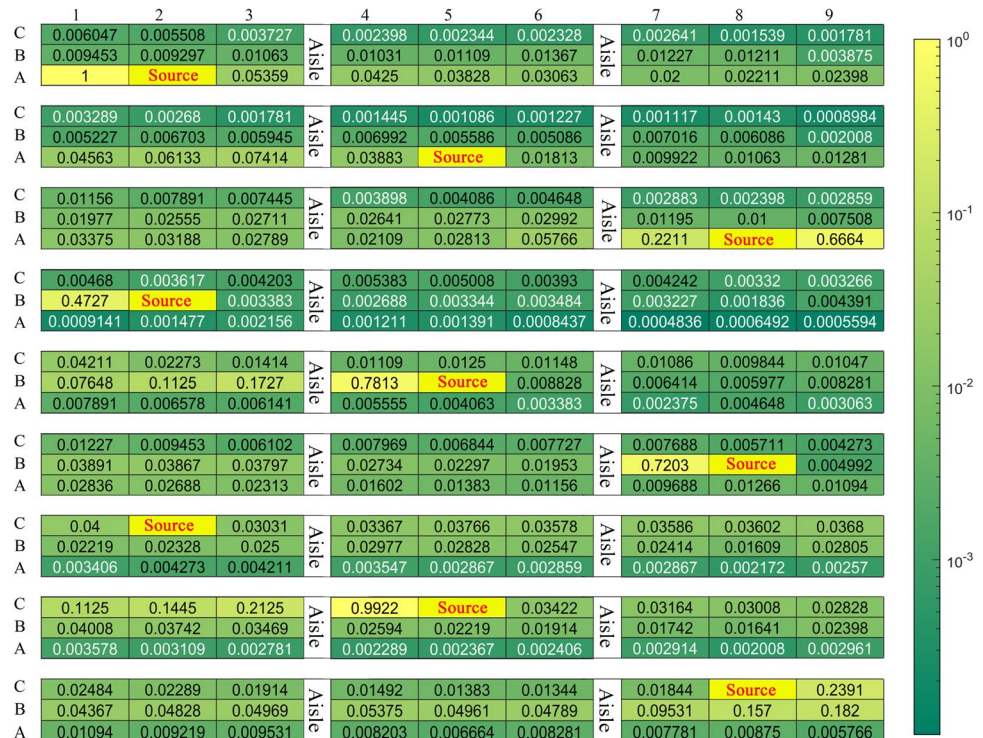 1 2 3 4 5 6 7 8 9
C 0.006047 0.005508 0.003727 Aisle 0.002398 0.002344 0.002328 Aisle 0.002641 0.001539 0.001781
B 0.009453 0.009297 0.01063 0.01031 0.01109 0.01367 0.01227 0.01211 0.003875
A 1 Source 0.05359 0.0425 0.03828 0.03063 0.02 0.02211 0.02398
C 0.003289 0.00268 0.001781 Aisle 0.001445 0.001086 0.001227 Aisle 0.001117 0.00143 0.0008984
B 0.005227 0.006703 0.005945 0.006992 0.005586 0.005086 0.007016 0.006086 0.002008
A 0.04563 0.06133 0.07414 0.03883 Source 0.01813 0.009922 0.01063 0.01281
C 0.01156 0.007891 0.007445 Aisle 0.003898 0.004086 0.004648 Aisle 0.002883 0.002398 0.002859
B 0.01977 0.02555 0.02711 0.02641 0.02773 0.02992 0.01195 0.01 0.007508
A 0.03375 0.03188 0.02789 0.02109 0.02813 0.05766 0.2211 Source 0.6664
C 0.00468 0.003617 0.004203 Aisle 0.005383 0.005008 0.00393 Aisle 0.004242 0.00332 0.003266
B 0.4727 Source 0.003383 0.002688 0.003344 0.003484 0.003227 0.001836 0.004391
A 0.0009141 0.001477 0.002156 0.001211 0.001391 0.0008437 0.0004836 0.0006492 0.0005594
C 0.04211 0.02273 0.01414 Aisle 0.01109 0.0125 0.01148 Aisle 0.01086 0.009844 0.01047
B 0.07648 0.1125 0.1727 0.7813 Source 0.008828 0.006414 0.005977 0.008281
A 0.007891 0.006578 0.006141 0.005555 0.004063 0.003383 0.002375 0.004648 0.003063
C 0.01227 0.009453 0.006102 Aisle 0.007969 0.006844 0.007727 Aisle 0.007688 0.005711 0.004273
B 0.03891 0.03867 0.03797 0.02734 0.02297 0.01953 0.7203 Source 0.004992
A 0.02836 0.02688 0.02313 0.01602 0.01383 0.01156 0.009688 0.01266 0.01094
C 0.04 Source 0.03031 Aisle 0.03367 0.03766 0.03578 Aisle 0.03586 0.03602 0.0368
B 0.02219 0.02328 0.025 0.02977 0.02828 0.02547 0.02414 0.01609 0.02805
A 0.003406 0.004273 0.004211 0.003547 0.002867 0.002859 0.002867 0.002172 0.00257
C 0.1125 0.1445 0.2125 Aisle 0.9922 Source 0.03422 Aisle 0.03164 0.03008 0.02828
B 0.04008 0.03742 0.03469 0.02594 0.02219 0.01914 0.01742 0.01641 0.02398
A 0.003578 0.003109 0.002781 0.002289 0.002367 0.002406 0.002914 0.002008 0.002961
C 0.02484 0.02289 0.01914 Aisle 0.01492 0.01383 0.01344 Aisle 0.01844 Source 0.2391
B 0.04367 0.04828 0.04969 0.05375 0.04961 0.04789 0.09531 0.157 0.182
A 0.01094 0.009219 0.009531 0.008203 0.006664 0.008281 0.007781 0.00875 0.005766
10⁰
10⁻¹
10⁻²
10⁻³